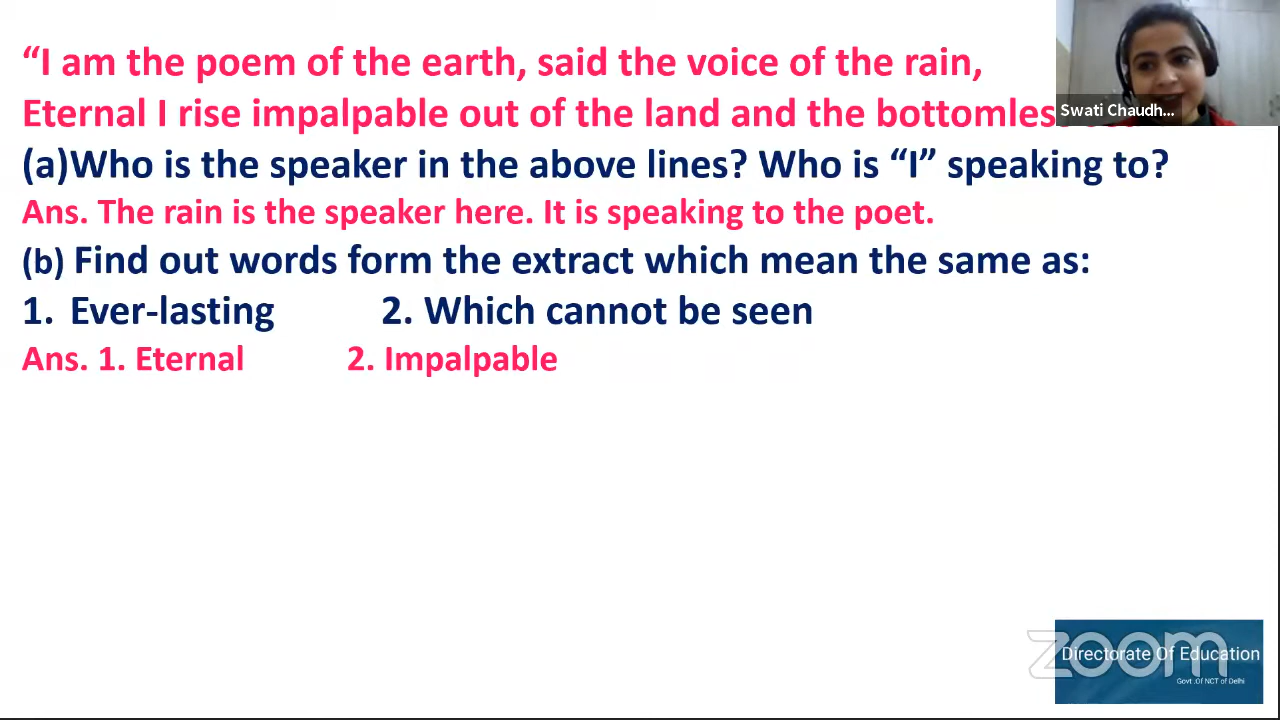 “I am the poem of the earth, said the voice of the rain,
Eternal I rise impalpable out of the land and the bottomless
(a)Who is the speaker in the above lines? Who is “I” speaking to?
Ans. The rain is the speaker here. It is speaking to the poet.
(b) Find out words form the extract which mean the same as:
1. Ever-lasting 2. Which cannot be seen
Ans. 1. Eternal 2. Impalpable
Swati Chaudh...
zoom
Directorate Of Education
Govt .Of NCT of Delhi